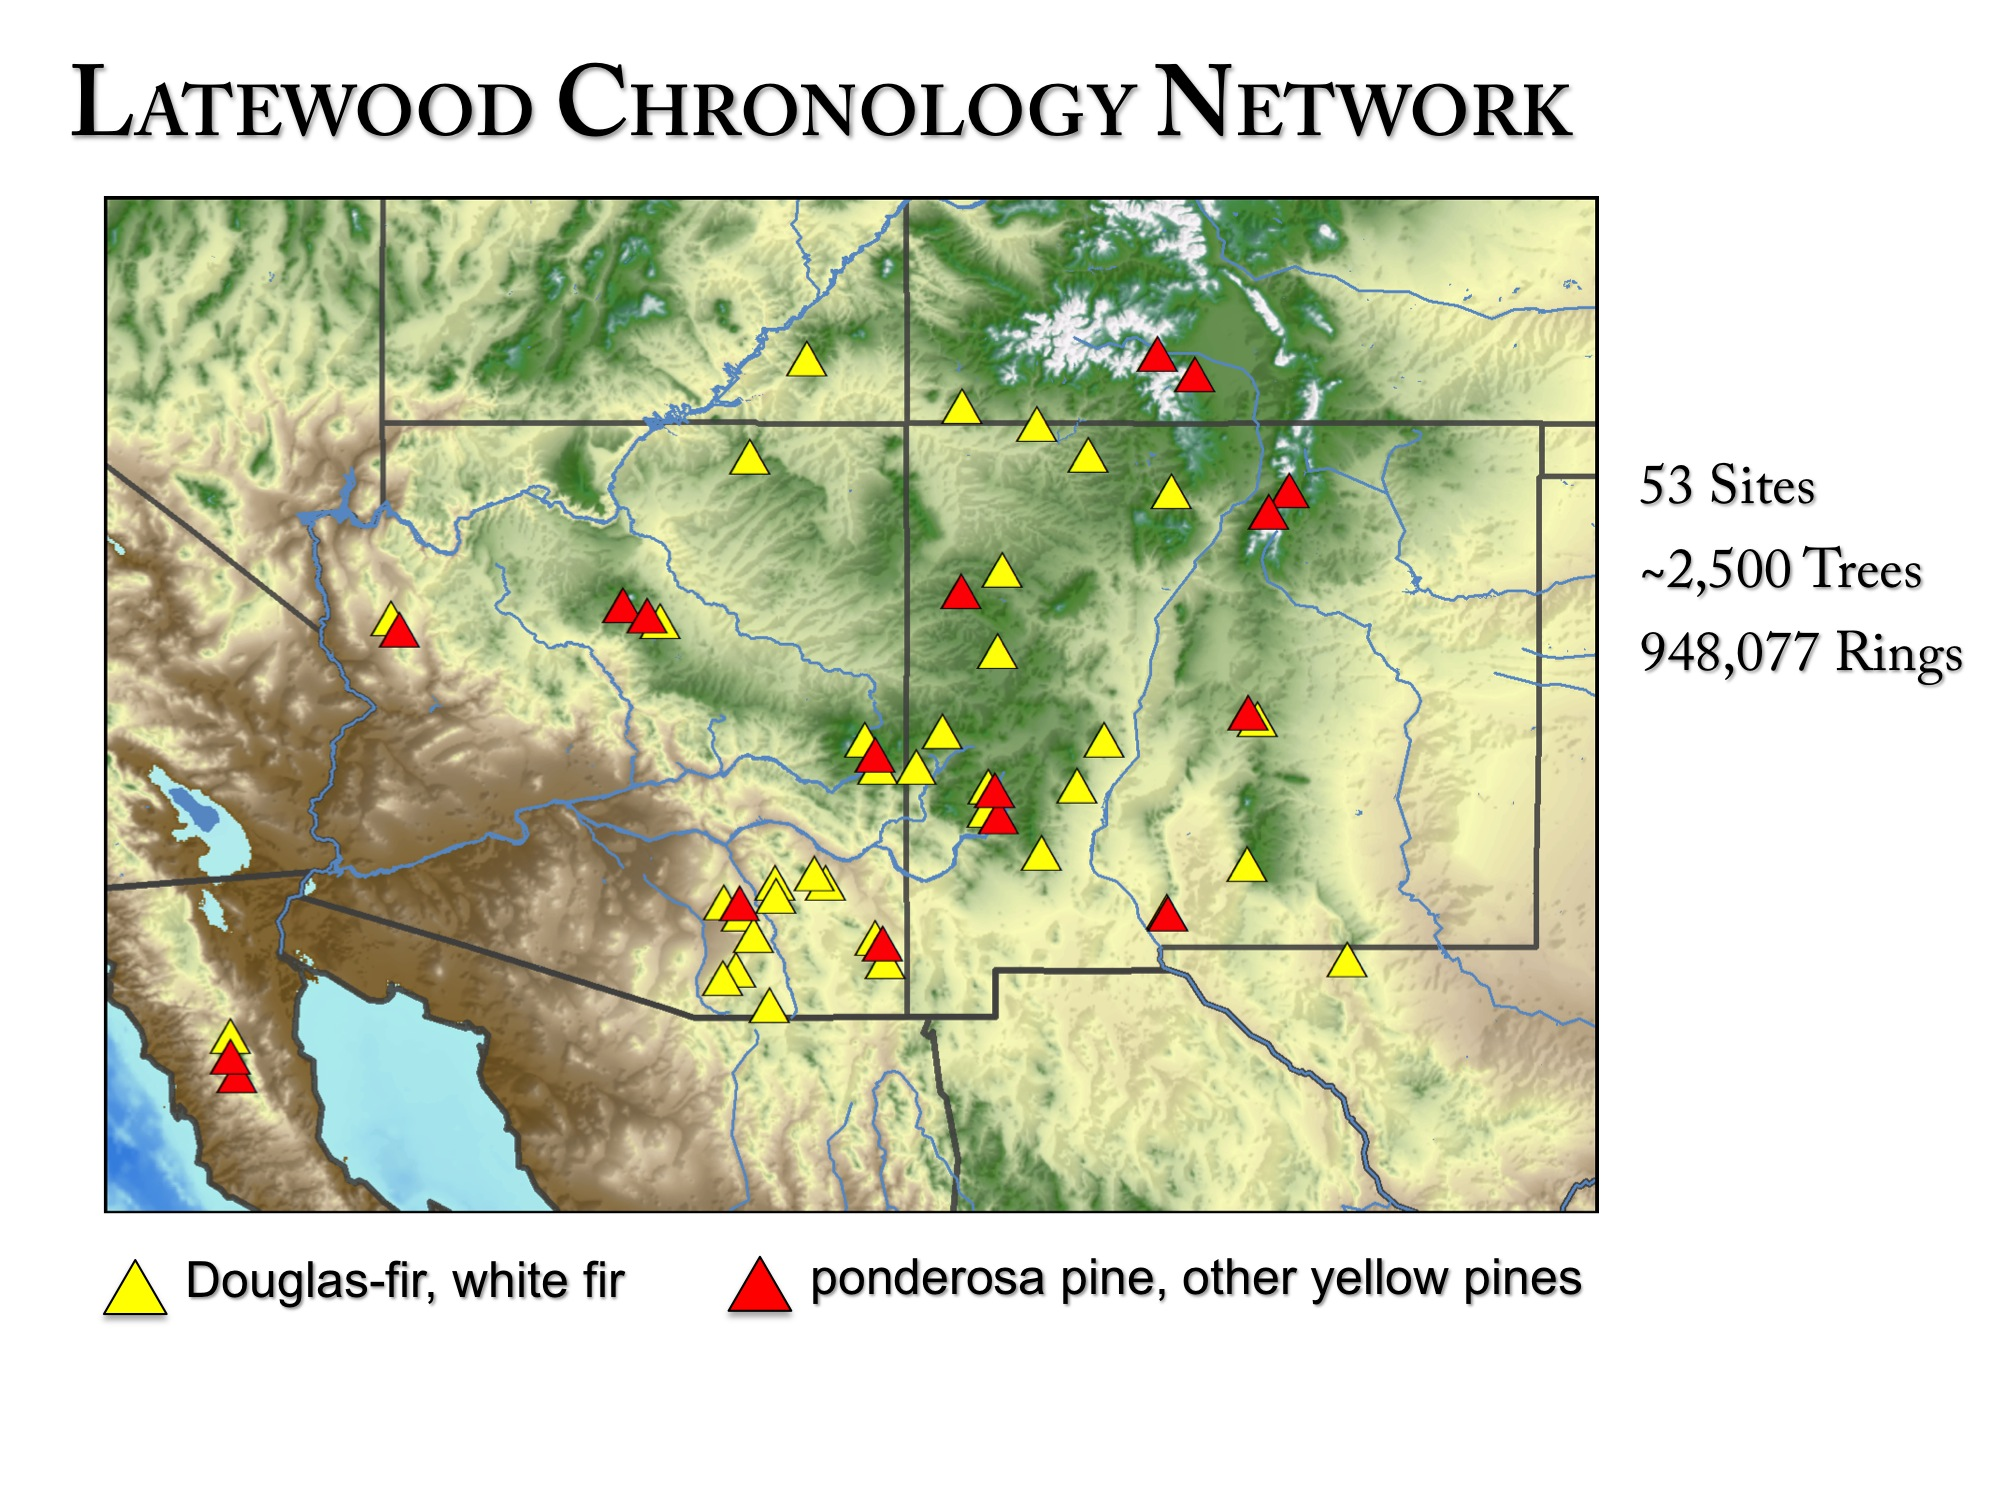 LATEWOOD CHRONOLOGY NETWORK
53 Sites
~2,500 Trees
948,077 Rings
Douglas-fir, white fir
ponderosa pine, other yellow pines